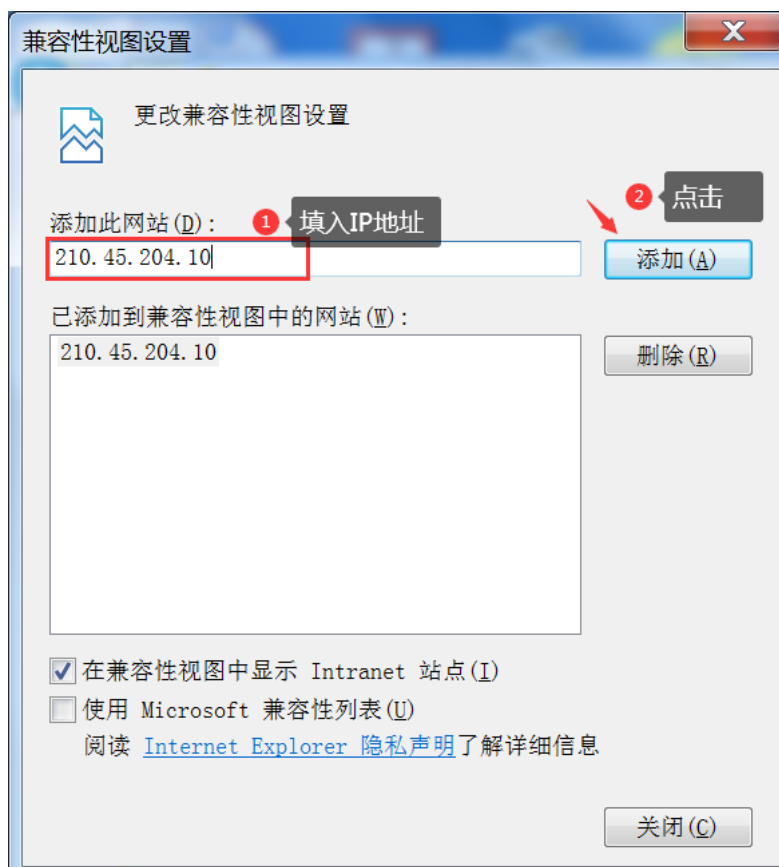 兼容性视图设置
更改兼容性视图设置
2 点击
添加此网站(D):
1 填入IP地址
210.45.204.10
添加(A)
已添加到兼容性视图中的网站(W):
210.45.204.10
删除(R)
在兼容性视图中显示 Intranet 站点(I)
使用 Microsoft 兼容性列表(U)
阅读 Internet Explorer 隐私声明了解详细信息
关闭(C)